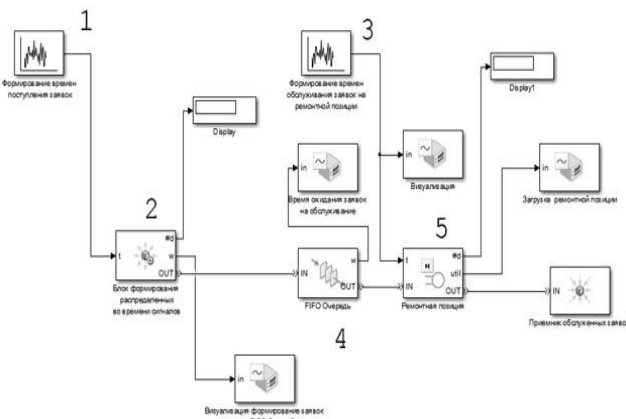 1
3
Формирование времен
поступления заявок
Формирование времен
обслуживания заявок на
ремонтной позиции
Display
Display1
in
Время ожидания заявок
на обслуживание
in
Визуализация
in
Загрузка ремонтной позиции
2
5
t
#d
w
OUT
Блок формирования
распределенных
во времени сигналов
IN
w
OUT
FIFO Очередь
t
IN
N
#d
util
OUT
Ремонтная позиция
IN
Приемник обслуженных заявок
4
in
Визуализация формирование заявок